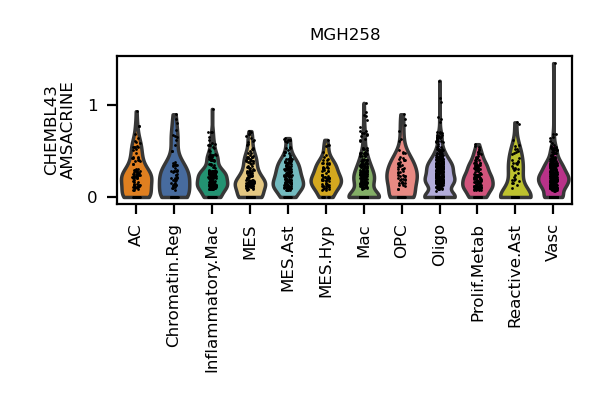 MGH258
CHEMBL43
AMSACRINE
1
0
AC
Chromatin.Reg
Inflammatory.Mac
MES
MES.Ast
MES.Hyp
Mac
OPC
Oligo
Prolif.Metab
Reactive.Ast
Vasc